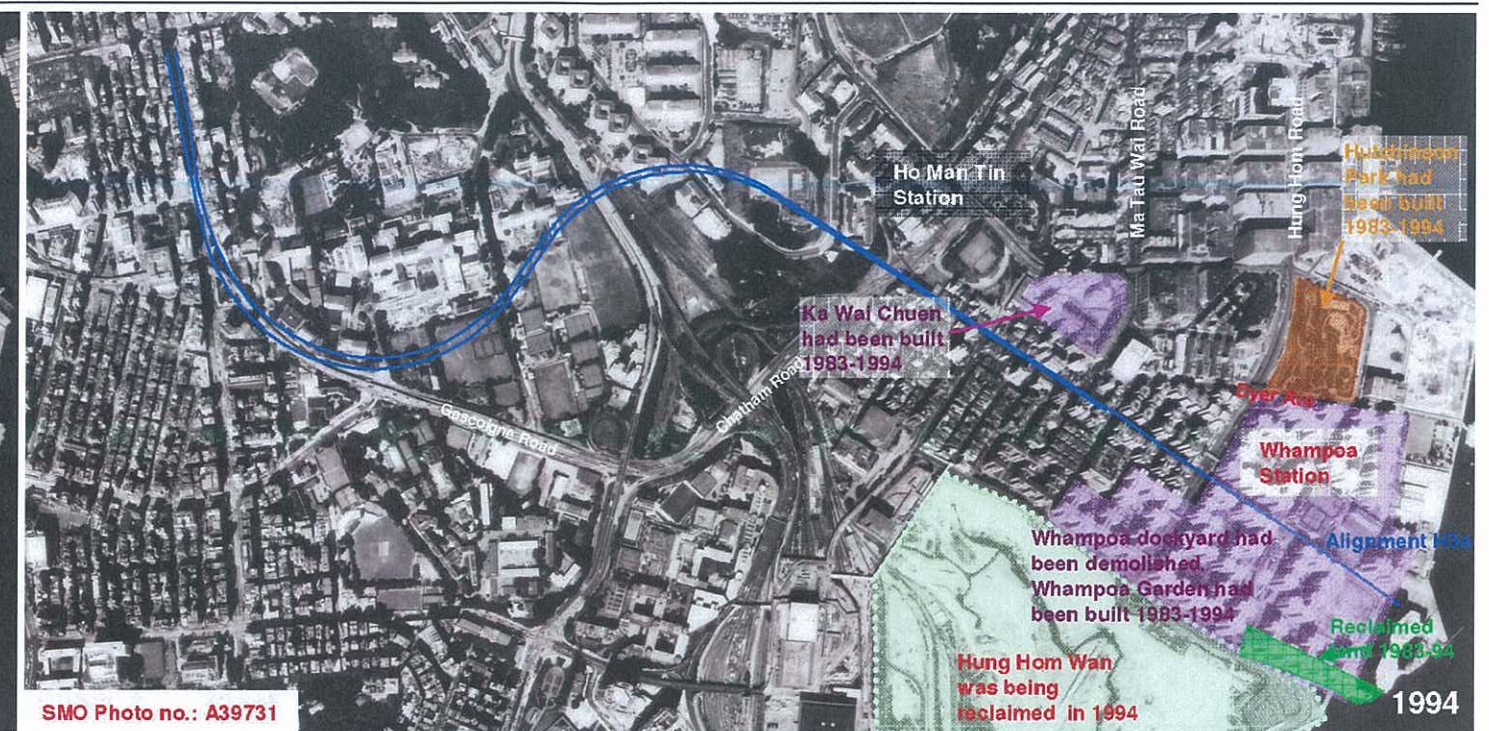 Ho Man Tin
Station
Ma Tau Wai Road
Hung Hom Road
Hutchinson
Park had
been built
1983-1994
Ka Wai Chuen
had been built
1983-1994
Gascoigne Road
Chatham Road
Dyer Ave
Whampoa
Station
Whampoa dockyard had
been demolished,
Whampoa Garden had
been built 1983-1994
Alignment H3a
Reclaimed
land 1983-94
Hung Hom Wan
was being
reclaimed in 1994
SMO Photo no.: A39731
1994